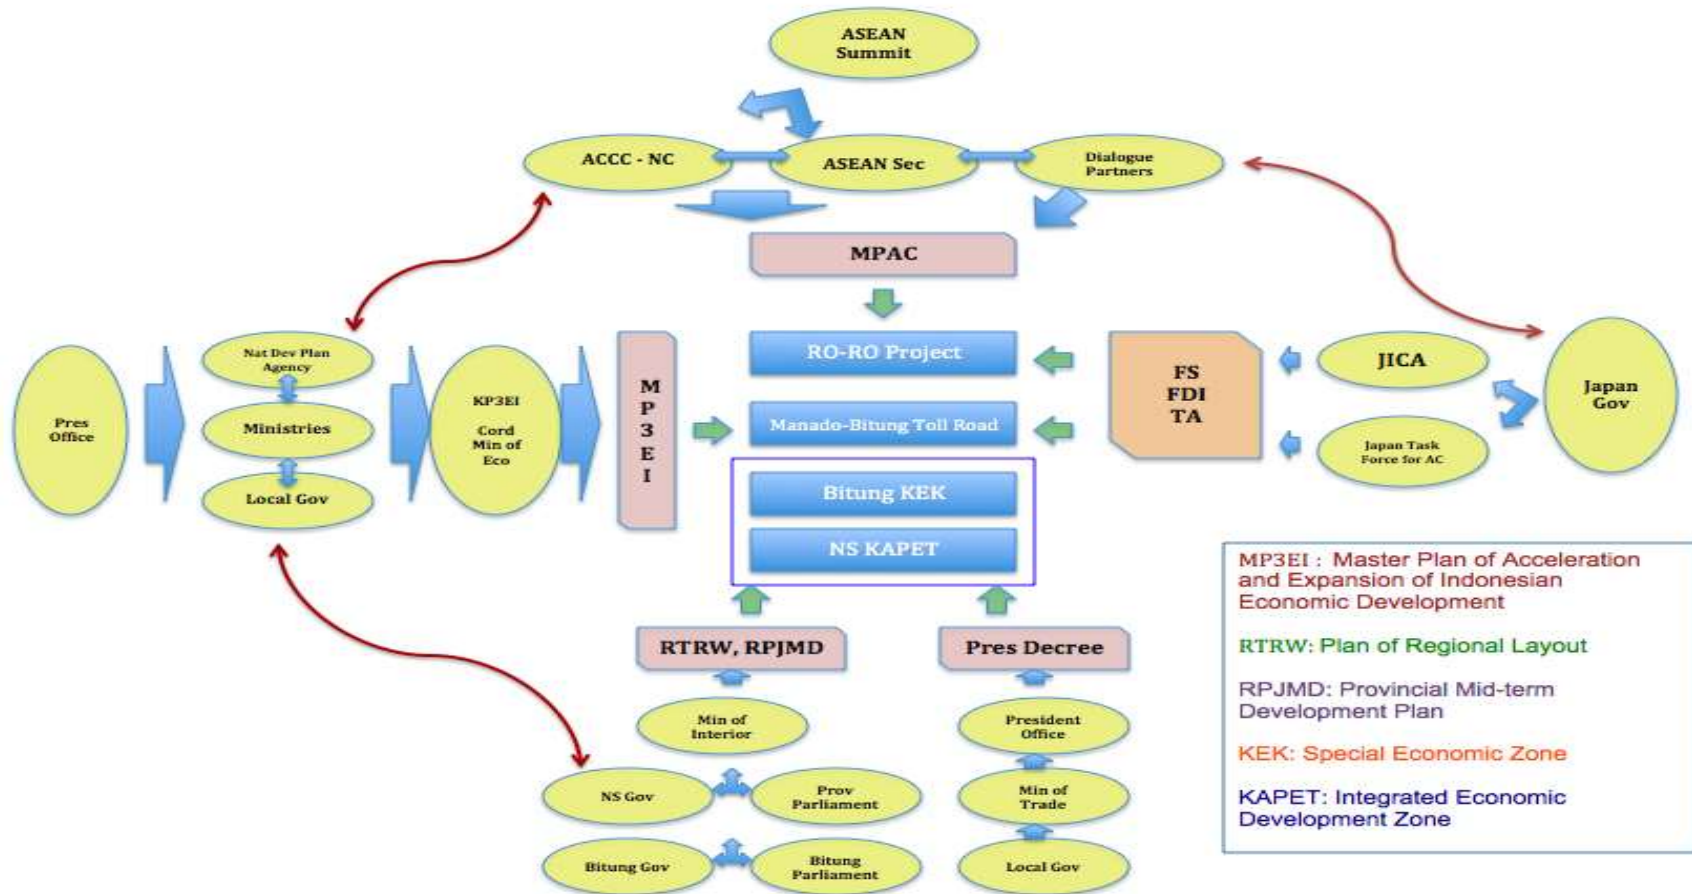 ASEAN
Summit
ACCC - NC
ASEAN Sec
Dialogue
Partners
MPAC
Pres
Office
Nat Dev Plan
Agency
Ministries
Local Gov
KP3EI
Cord
Min of
Eco
M
P
3
E
I
RO-RO Project
Manado-Bitung Toll Road
Bitung KEK
NS KAPET
FS
FDI
TA
JICA
Japan Task
Force for AC
Japan
Gov
RTRW, RPJMD
Pres Decree
Min of
Interior
President
Office
NS Gov
Prov
Parliament
Min of
Trade
Bitung Gov
Bitung
Parliament
Local Gov
MP3EI : Master Plan of Acceleration
and Expansion of Indonesian
Economic Development
RTRW: Plan of Regional Layout
RPJMD: Provincial Mid-term
Development Plan
KEK: Special Economic Zone
KAPET: Integrated Economic
Development Zone